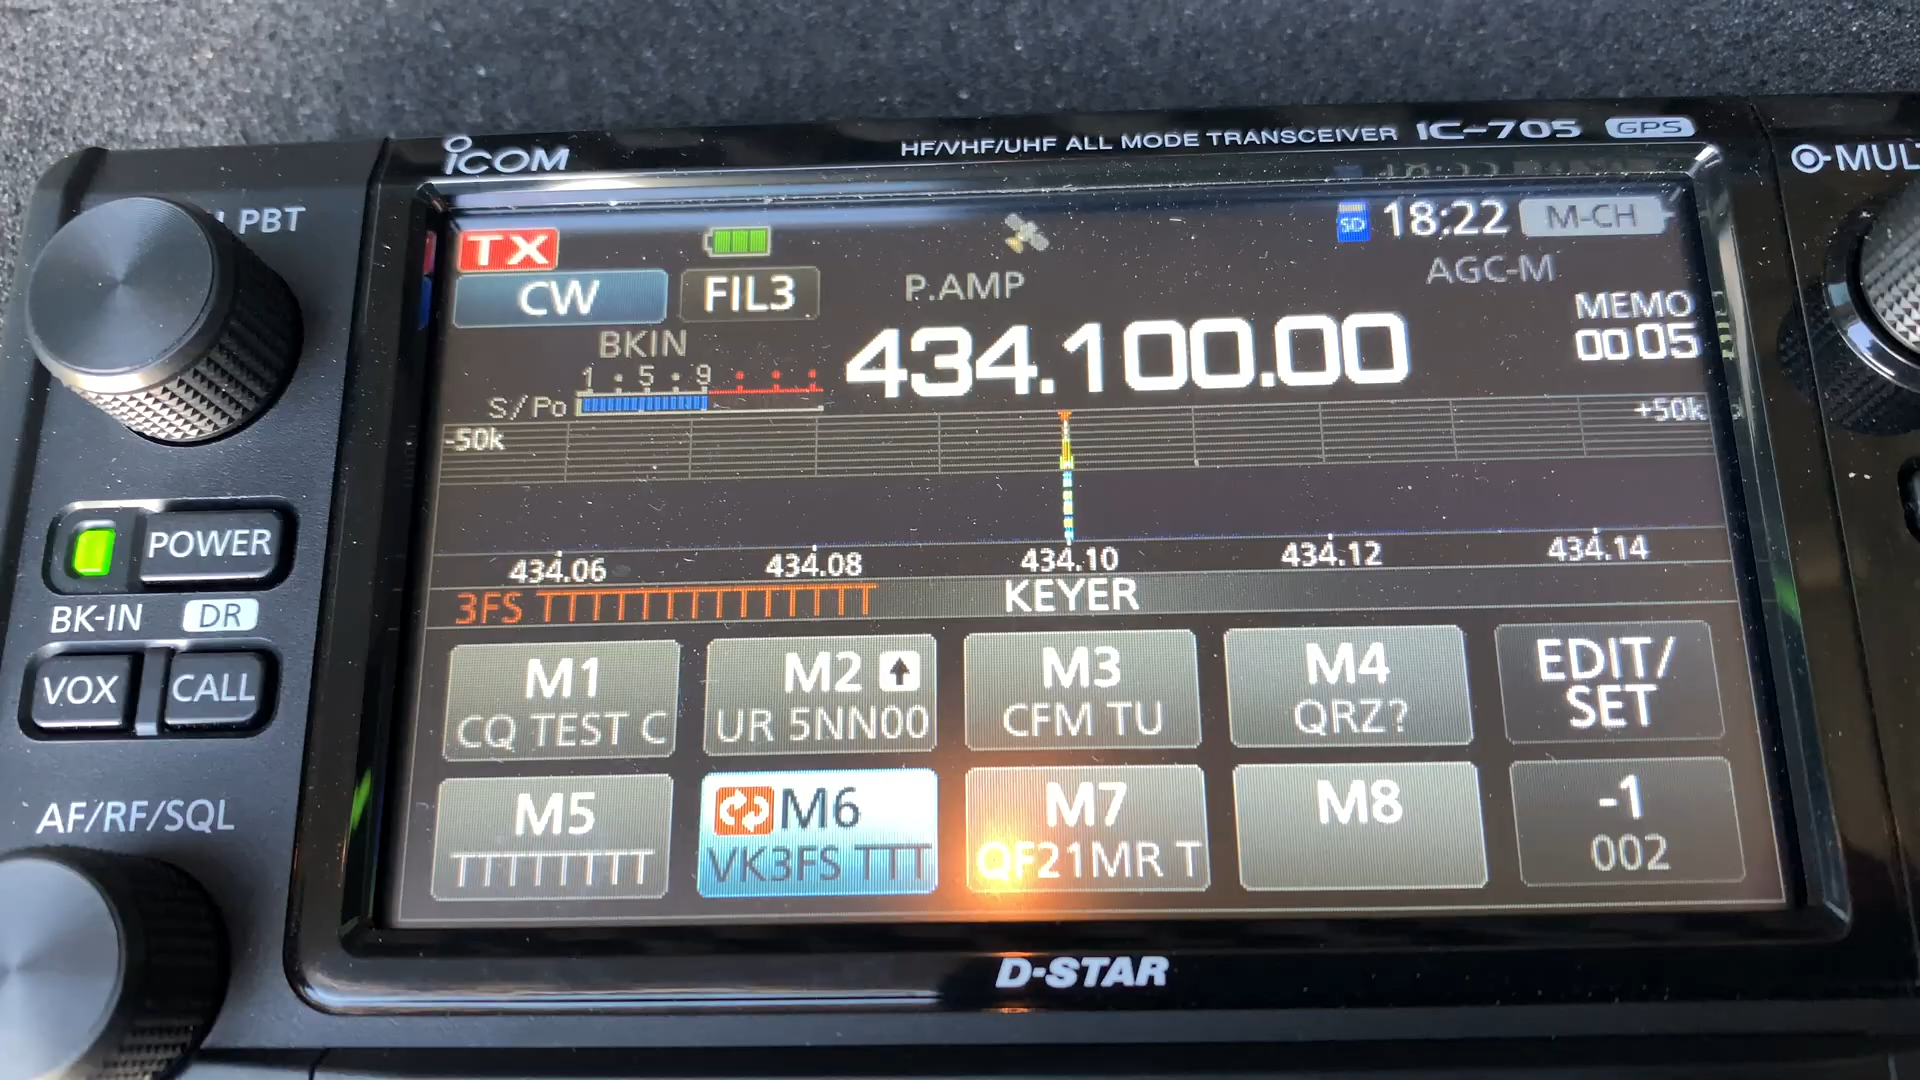 ICOM
HF/VHF/UHF ALL MODE TRANSCEIVER IC-705 GPS
PBT
TX
SD
18:22
M-CH
CW
FIL3
P.AMP
AGC-M
BKIN
434.100.00
MEMO
0005
1 5 9
S/Po
-50k
+50k
434.06
434.08
434.10
434.12
434.14
3FS TTTTTTTTTTTTTT
KEYER
M1
CQ TEST C
M2
UR 5NN00
M3
CFM TU
M4
QRZ?
EDIT/
SET
M5
TTTTTTTT
M6
VK3FS TTT
M7
QF21MR T
M8
-1
002
POWER
BK-IN
DR
VOX
CALL
AF/RF/SQL
D-STAR